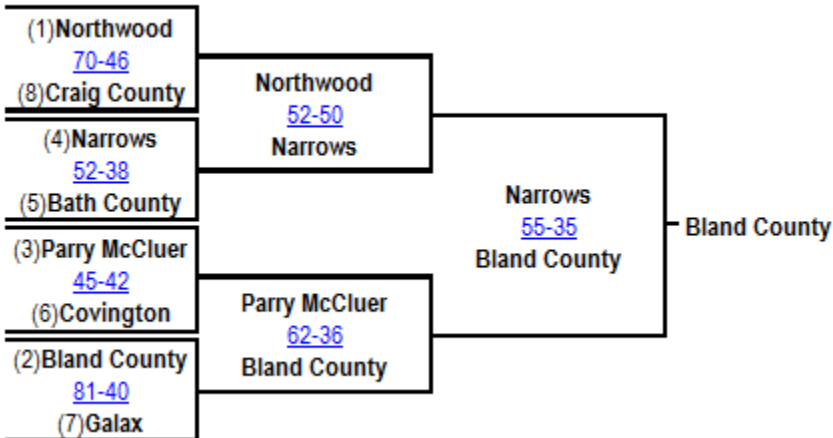 (1)Northwood
70-46
(8)Craig County
(4)Narrows
52-38
(5)Bath County
(3)Parry McCluer
45-42
(6)Covington
(2)Bland County
81-40
(7)Galax
Northwood
52-50
Narrows
Parry McCluer
62-36
Bland County
Narrows
55-35
Bland County
Bland County